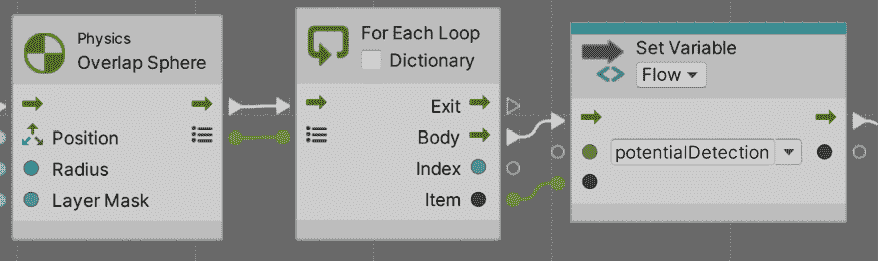 Physics
Overlap Sphere
Position
Radius
Layer Mask
For Each Loop
Dictionary
Exit
Body
Index
Item
Set Variable
Flow
potentialDetection